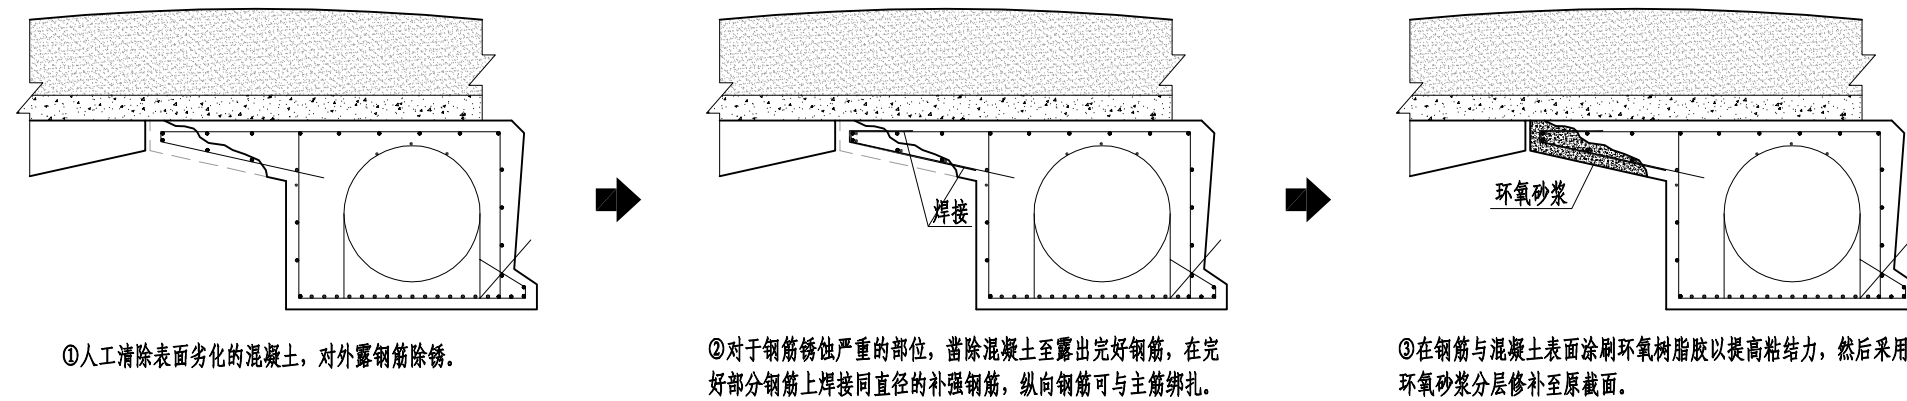 焊接
环氧砂浆
①人工清除表面劣化的混凝土，对外露钢筋除锈。
②对于钢筋锈蚀严重的部位，凿除混凝土至露出完好钢筋，在完
好部分钢筋上焊接同直径的补强钢筋，纵向钢筋可与主筋绑扎。
③在钢筋与混凝土表面涂刷环氧树脂胶以提高粘结力，然后采用
环氧砂浆分层修补至原截面。